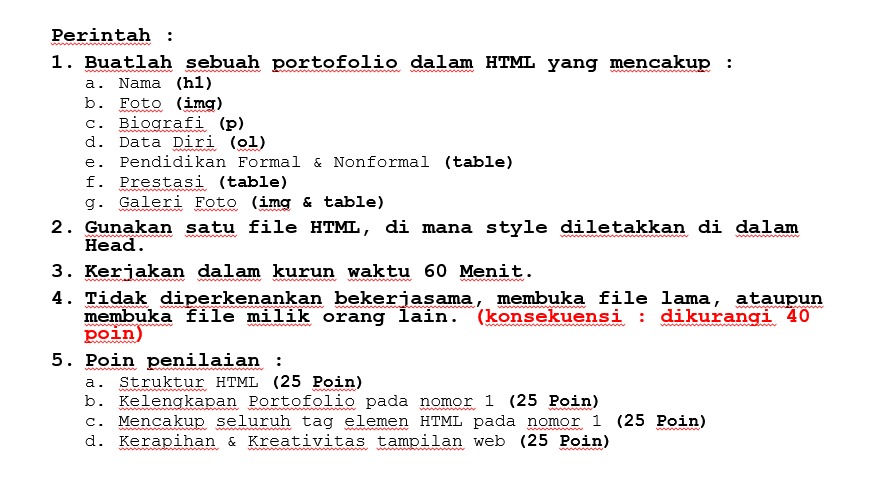 Perintah :
1. Buatlah sebuah portofolio dalam HTML yang mencakup :
a. Nama (h1)
b. Foto (img)
c. Biografi (p)
d. Data Diri (ol)
e. Pendidikan Formal & Nonformal (table)
f. Prestasi (table)
g. Galeri Foto (img & table)
2. Gunakan satu file HTML, di mana style diletakkan di dalam
Head.
3. Kerjakan dalam kurun waktu 60 Menit.
4. Tidak diperkenankan bekerjasama, membuka file lama, ataupun
membuka file milik orang lain. (konsekuensi : dikurangi 40
poin)
5. Poin penilaian :
a. Struktur HTML (25 Poin)
b. Kelengkapan Portofolio pada nomor 1 (25 Poin)
c. Mencakup seluruh tag elemen HTML pada nomor 1 (25 Poin)
d. Kerapihan & Kreativitas tampilan web (25 Poin)